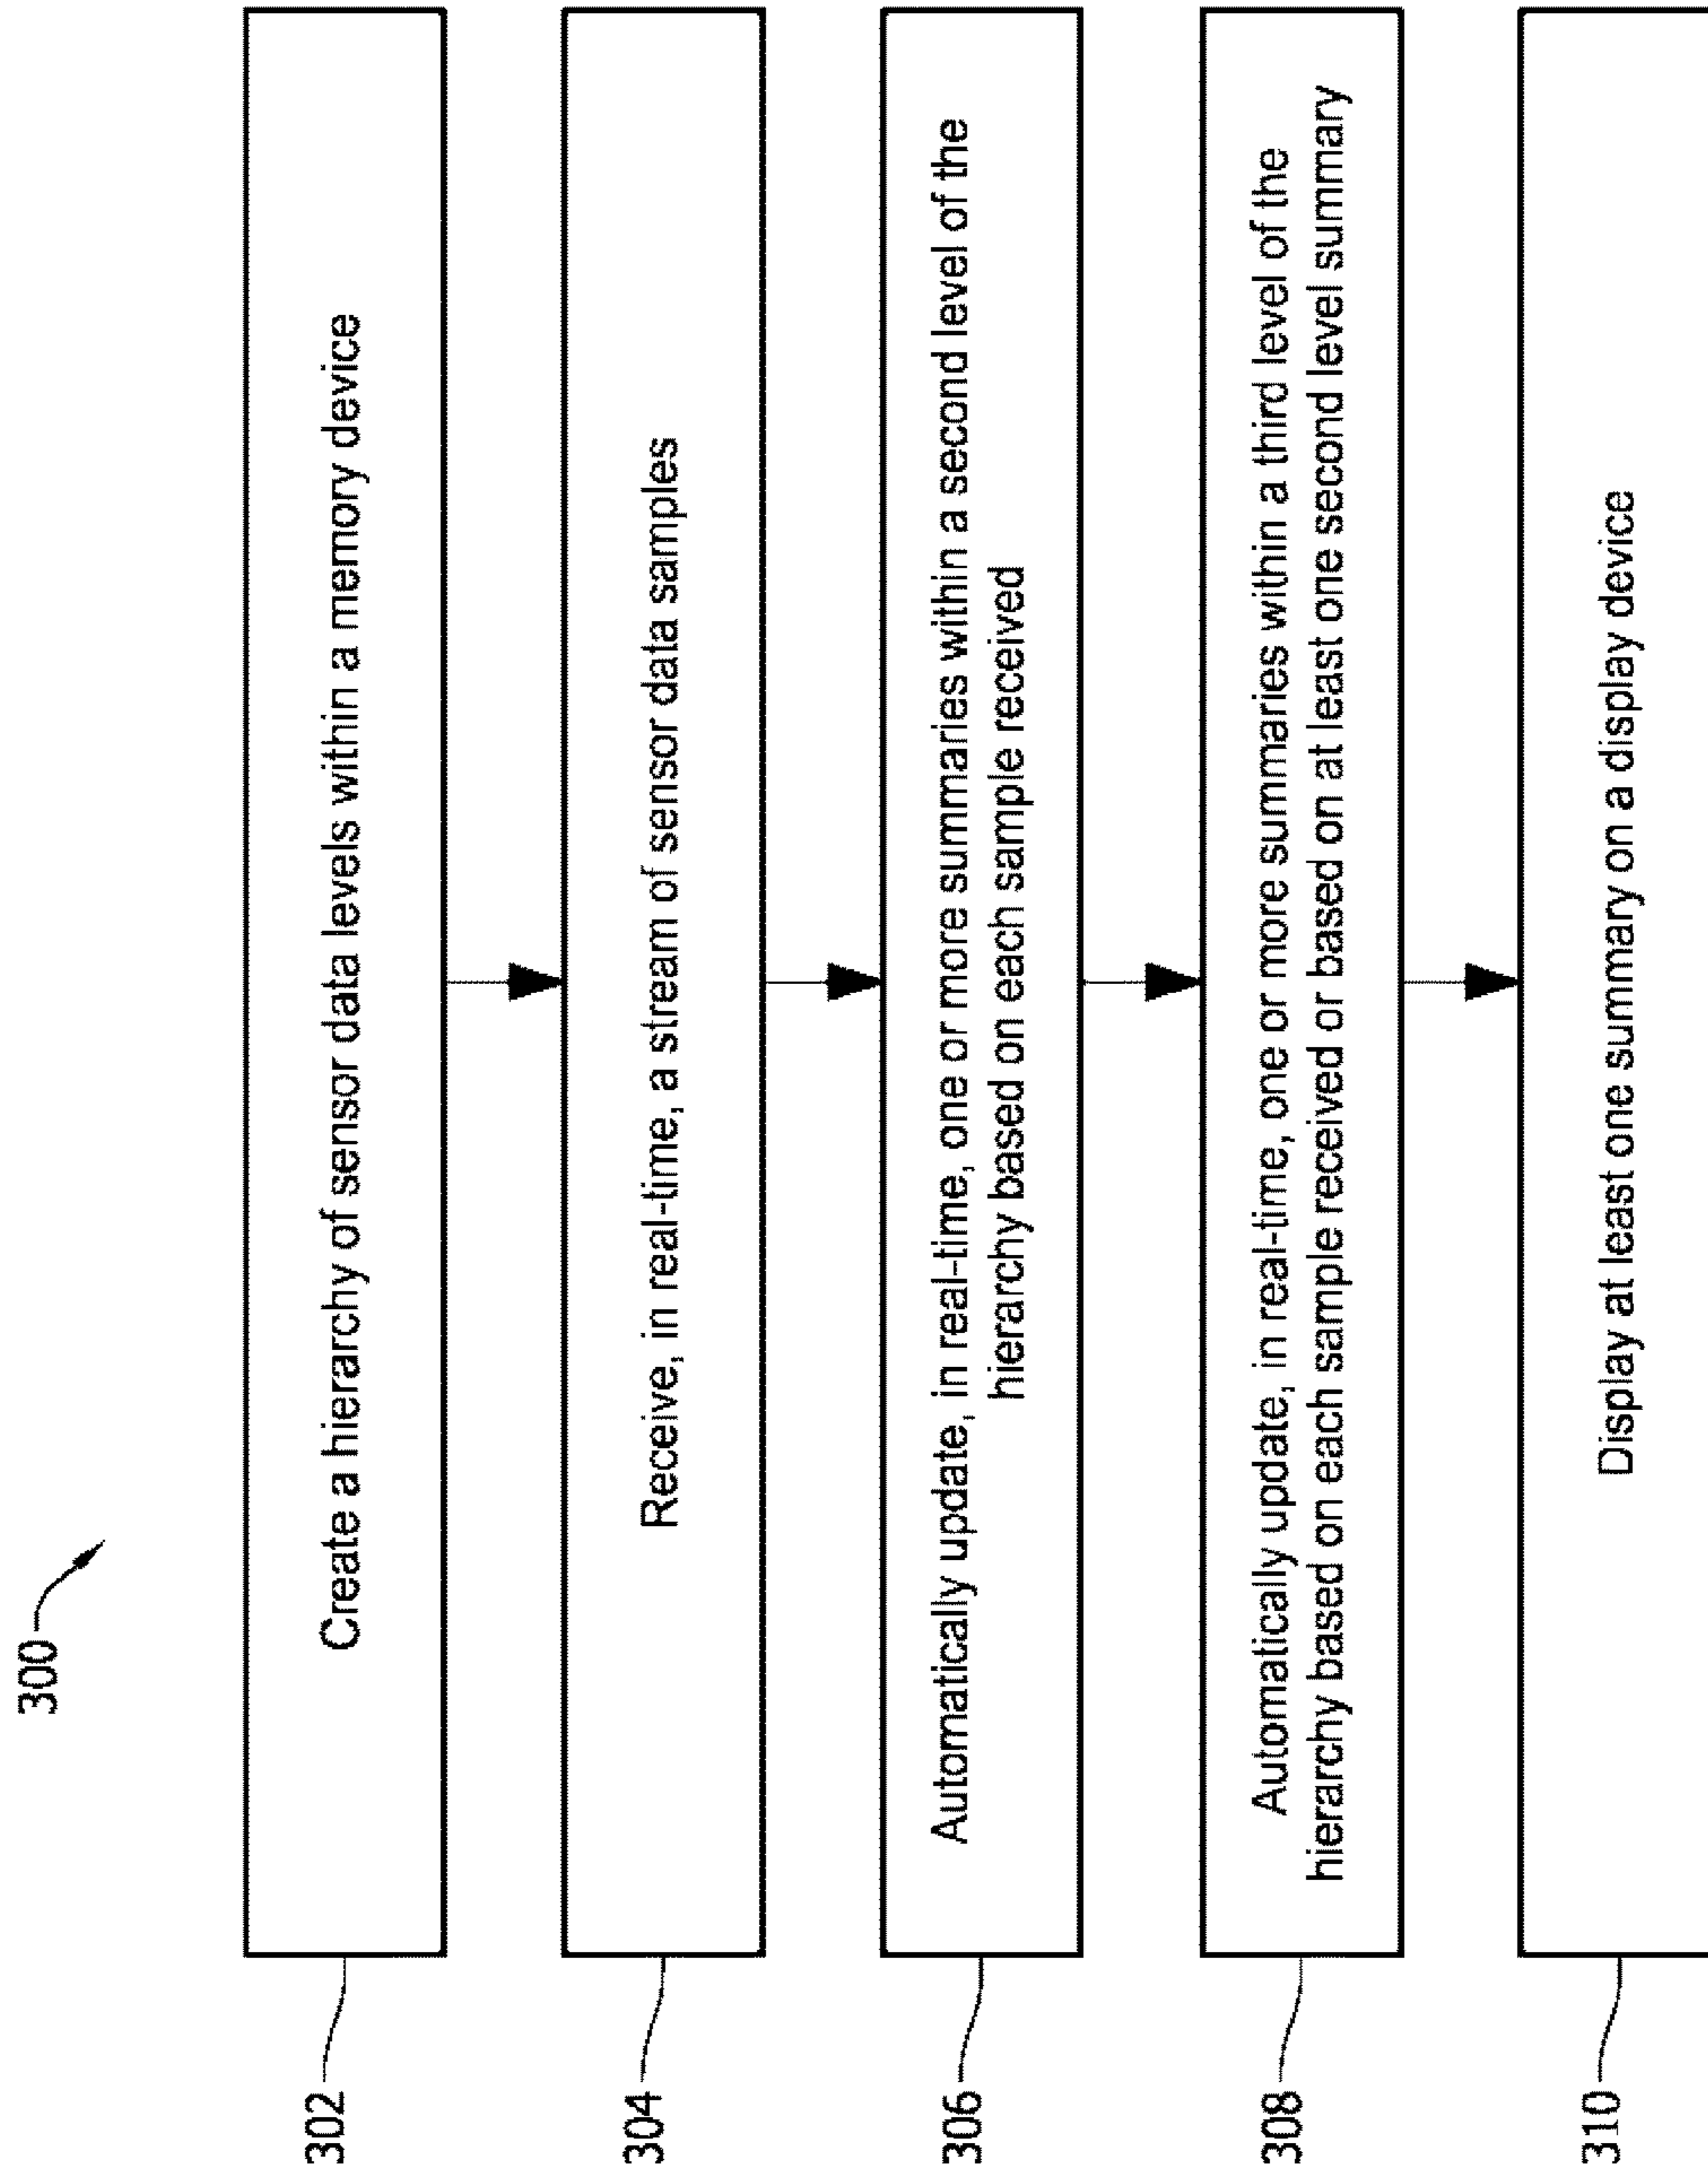 300
302
Create a hierarchy of sensor data levels within a memory device
304
Receive, in real-time, a stream of sensor data samples
306
Automatically update, in real-time, one or more summaries within a second level of the
hierarchy based on each sample received
308
Automatically update, in real-time, one or more summaries within a third level of the
hierarchy based on each sample received or based on at least one second level summary
310
Display at least one summary on a display device